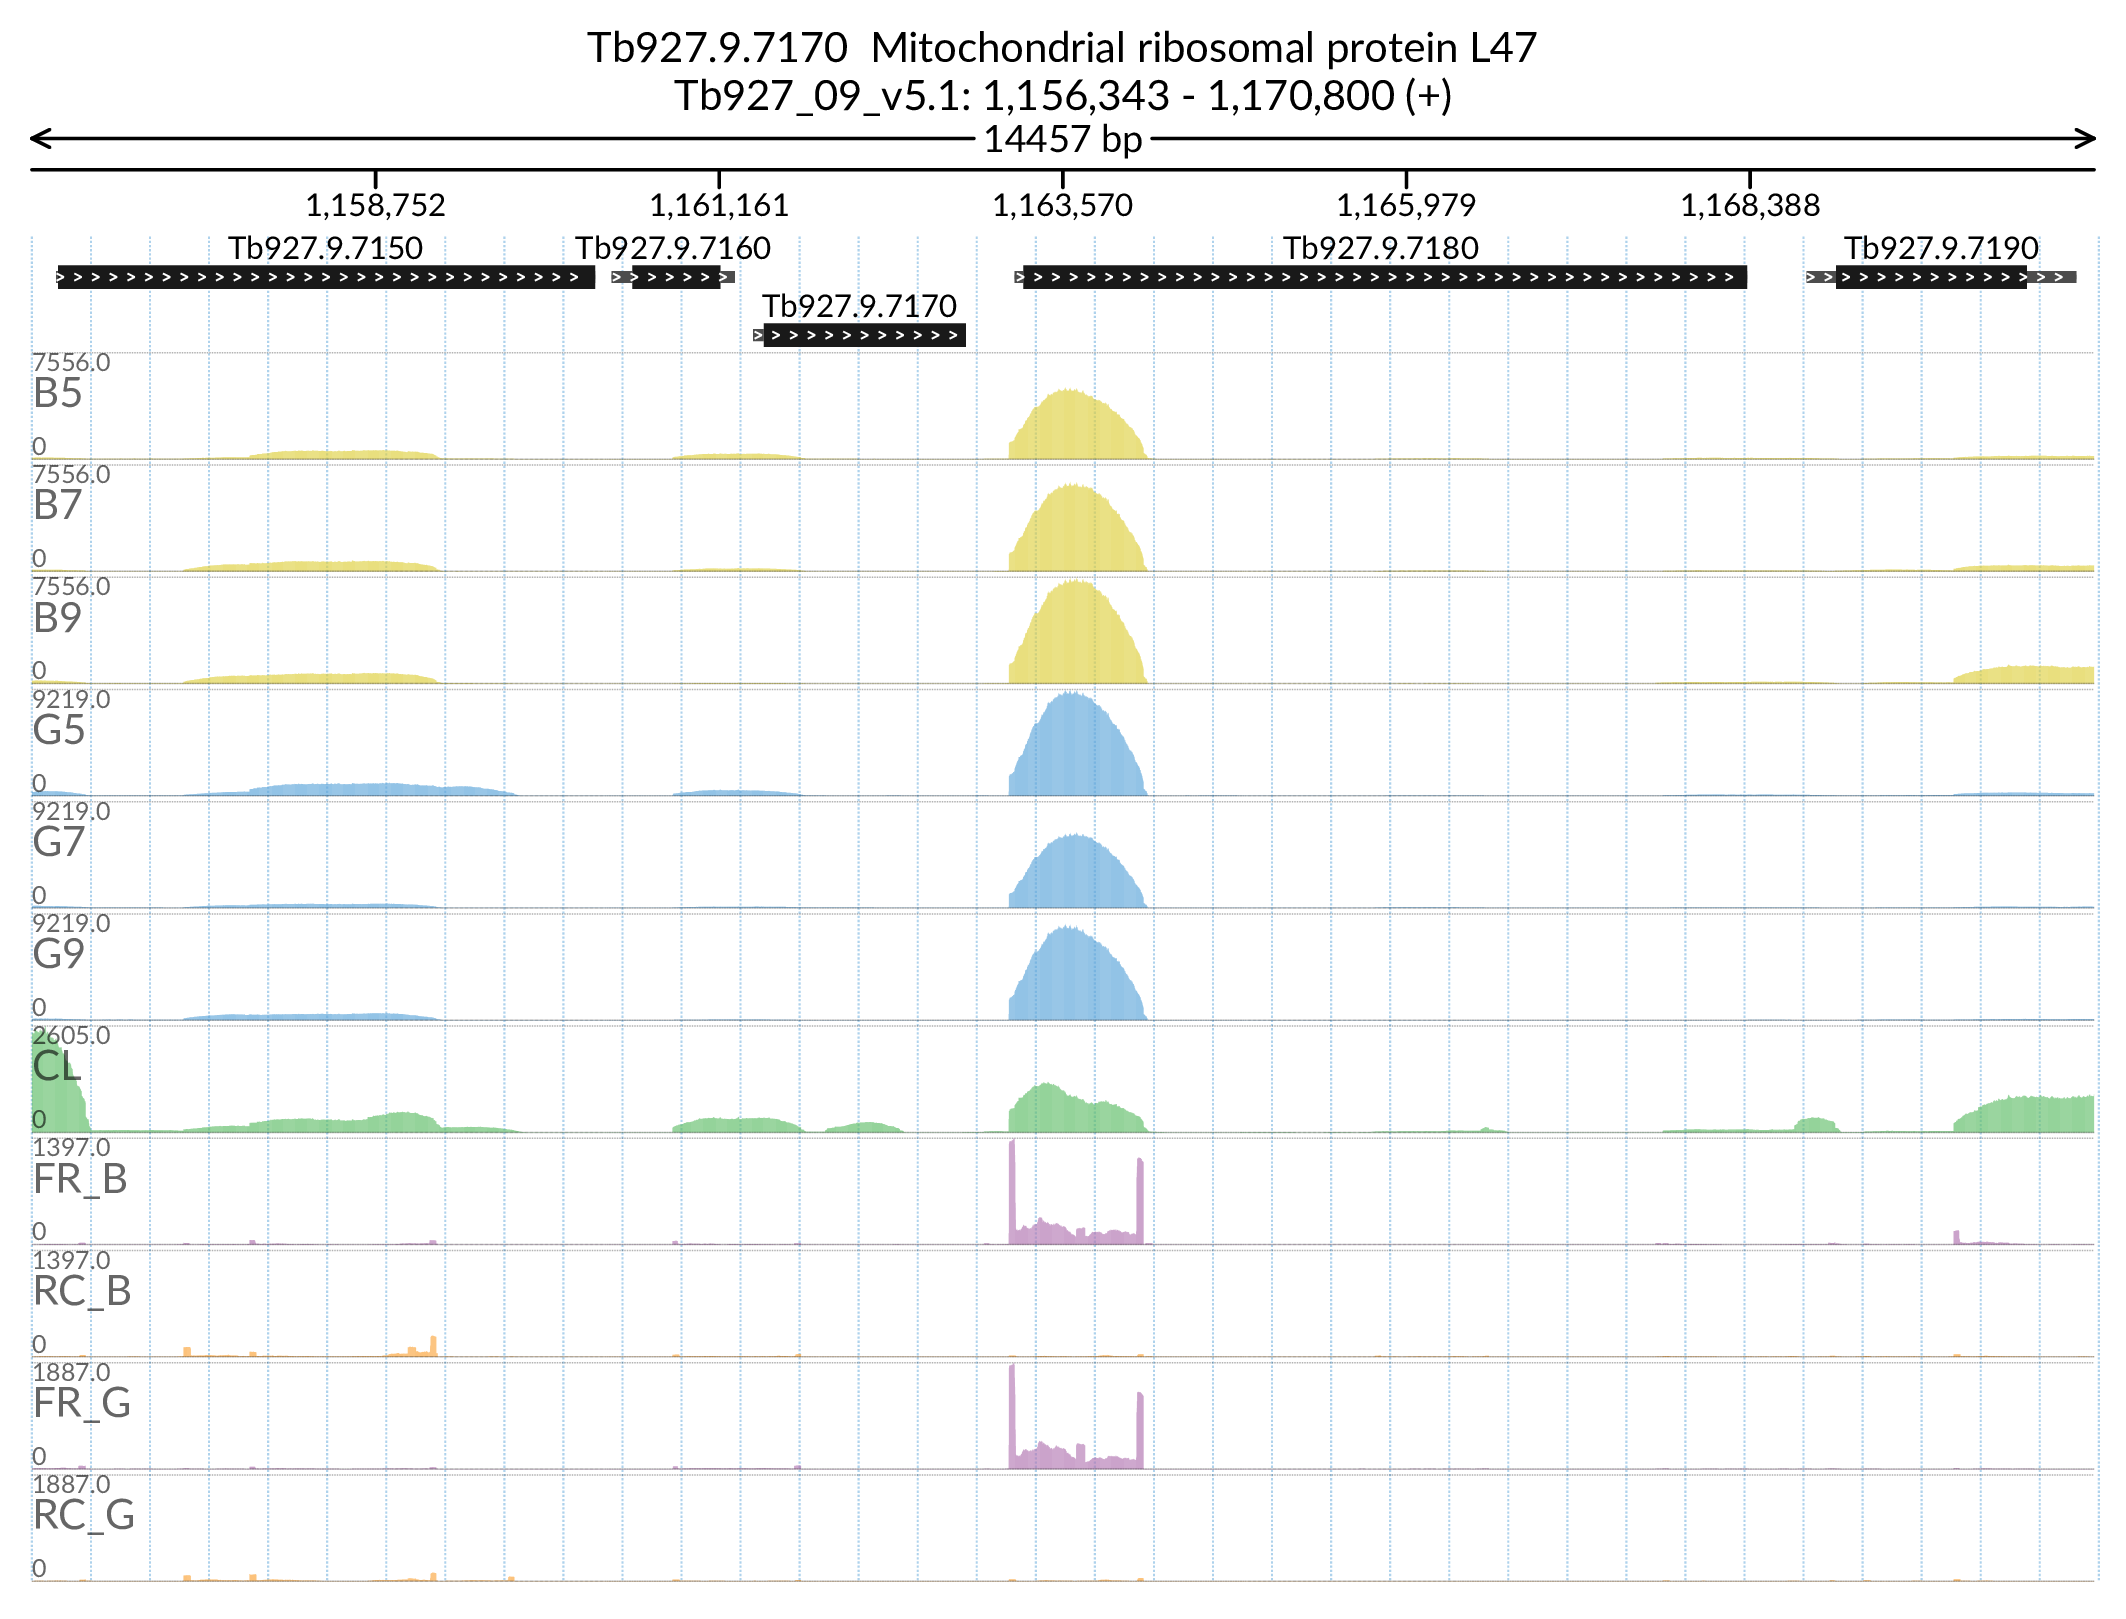 Tb927.9.7170  Mitochondrial ribosomal protein L47
Tb927_09_v5.1: 1,156,343 - 1,170,800 (+)
14457 bp
1,158,752 1,161,161 1,163,570 1,165,979 1,168,388
Tb927.9.7150 Tb927.9.7160 Tb927.9.7180 Tb927.9.7190
Tb927.9.7170
7556.0
B5
0
7556.0
B7
0
7556.0
B9
0
9219.0
G5
0
9219.0
G7
0
9219.0
G9
0
2605.0
CL
0
1397.0
FR_B
0
1397.0
RC_B
0
1887.0
FR_G
0
1887.0
RC_G
0